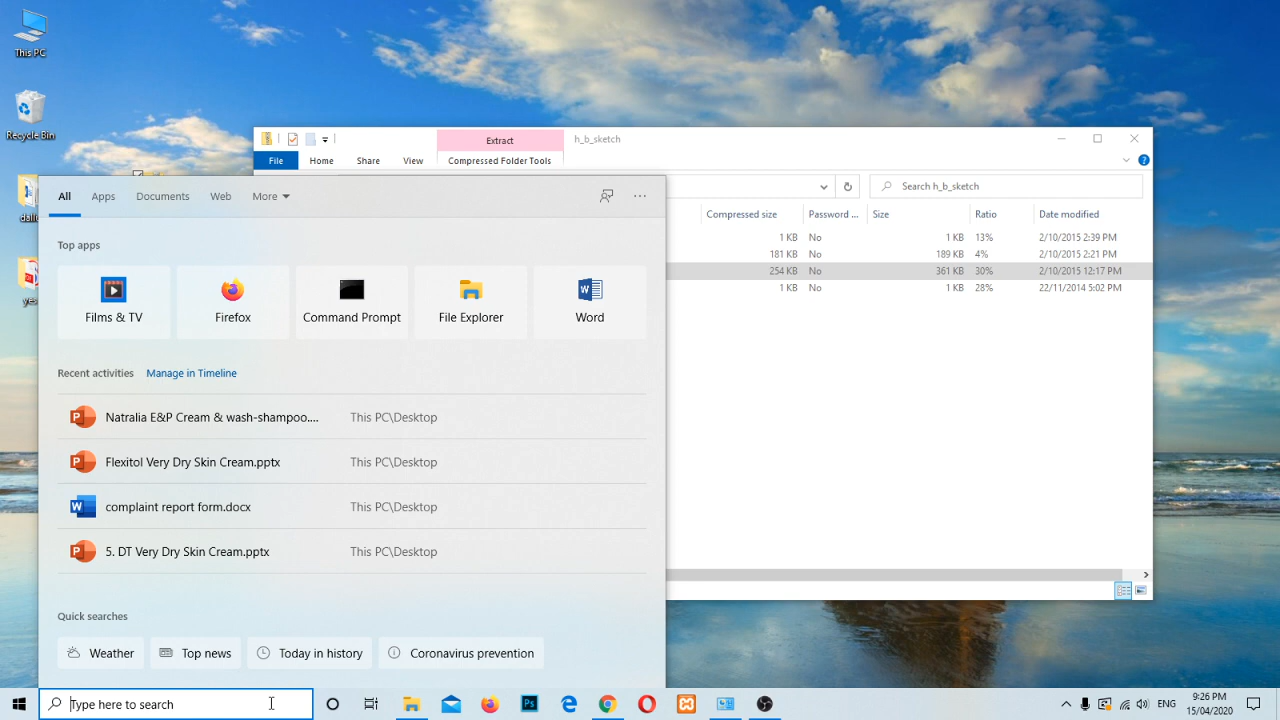 This PC
Recycle Bin
Extract
h_b_sketch
File
Home
Share
View
Compressed Folder Tools
Search h_b_sketch
Compressed size
Password ...
Size
Ratio
Date modified
1 KB No 1 KB 13% 2/10/2015 2:39 PM
181 KB No 189 KB 4% 2/10/2015 2:21 PM
254 KB No 361 KB 30% 2/10/2015 12:17 PM
1 KB No 1 KB 28% 22/11/2014 5:02 PM
All
Apps
Documents
Web
More
Top apps
Films & TV
Firefox
Command Prompt
File Explorer
Word
Recent activities
Manage in Timeline
Natralia E&P Cream & wash-shampoo....
This PC\Desktop
Flexitol Very Dry Skin Cream.pptx
This PC\Desktop
complaint report form.docx
This PC\Desktop
5. DT Very Dry Skin Cream.pptx
This PC\Desktop
Quick searches
Weather
Top news
Today in history
Coronavirus prevention
Type here to search
Ps
ENG
9:26 PM
15/04/2020